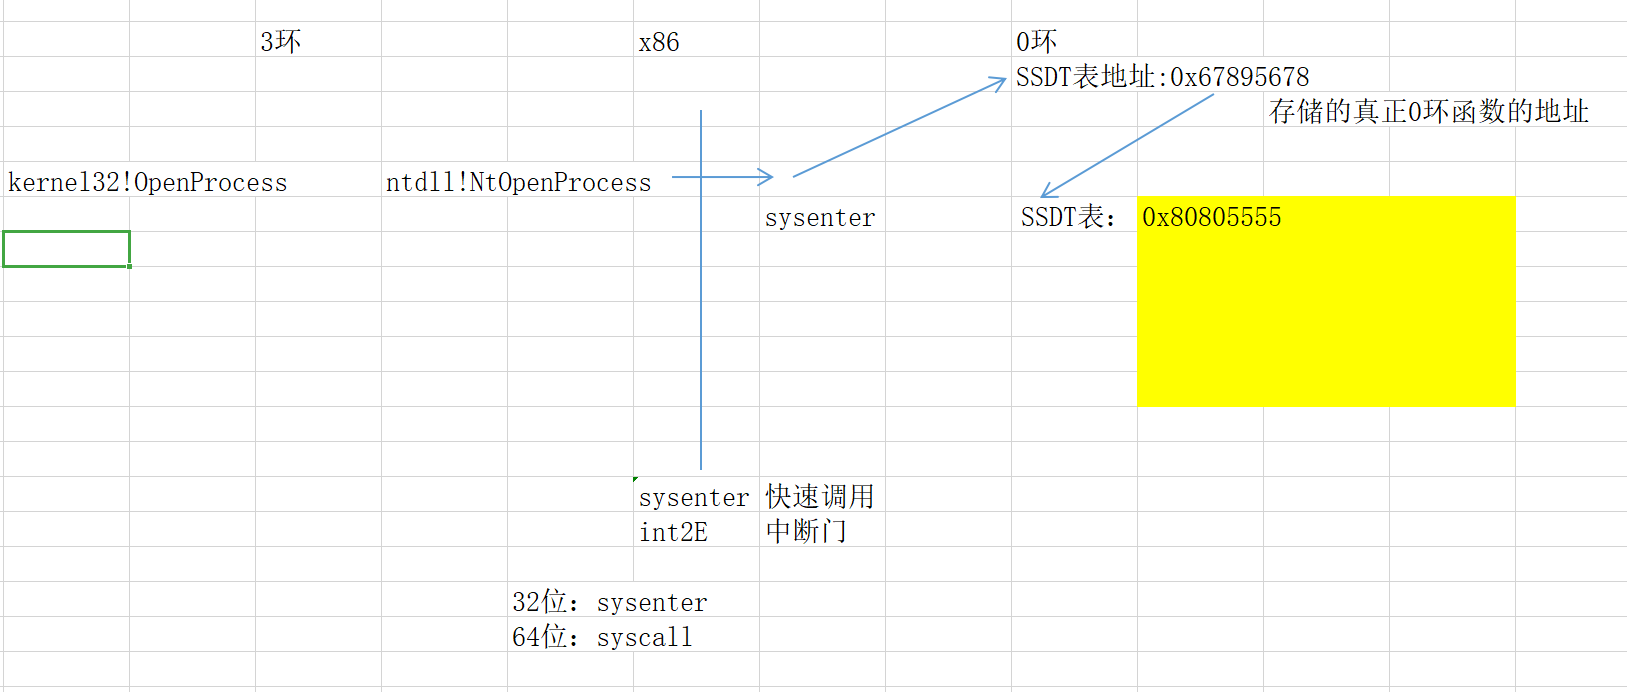 3环 x86 0环
SSDT表地址:0x67895678
存储的真正0环函数的地址
kernel32!OpenProcess ntdll!NtOpenProcess
sysenter SSDT表： 0x80805555
sysenter 快速调用
int2E 中断门
32位：sysenter
64位：syscall